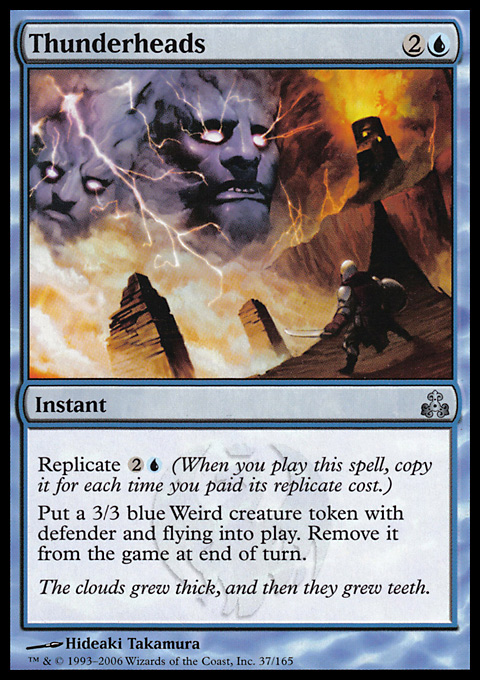 Thunderheads 2
Instant
Replicate 2 (When you play this spell, copy
it for each time you paid its replicate cost.)
Put a 3/3 blue Weird creature token with
defender and flying into play. Remove it
from the game at end of turn.
The clouds grew thick, and then they grew teeth.
Hideaki Takamura
™ & © 1993–2006 Wizards of the Coast, Inc. 37/165